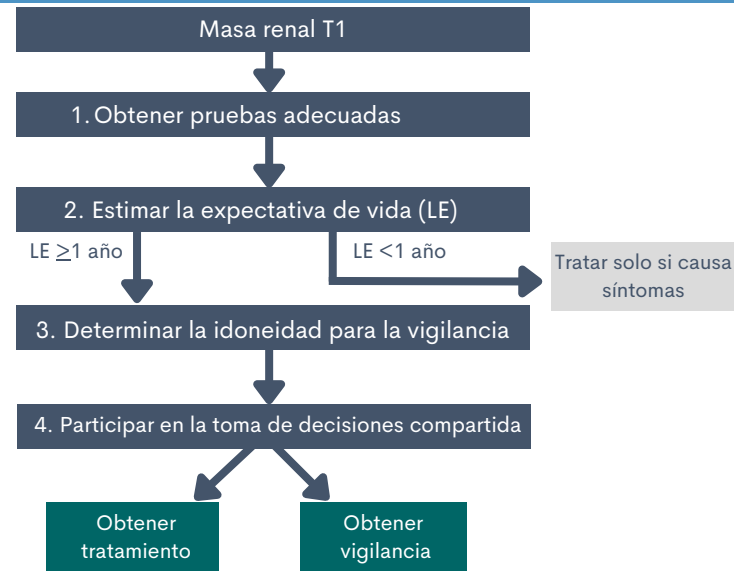 Masa renal T1
1. Obtener pruebas adecuadas
2. Estimar la expectativa de vida (LE)
LE ≥1 año
LE <1 año
Tratar solo si causa
síntomas
3. Determinar la idoneidad para la vigilancia
4. Participar en la toma de decisiones compartida
Obtener
tratamiento
Obtener
vigilancia